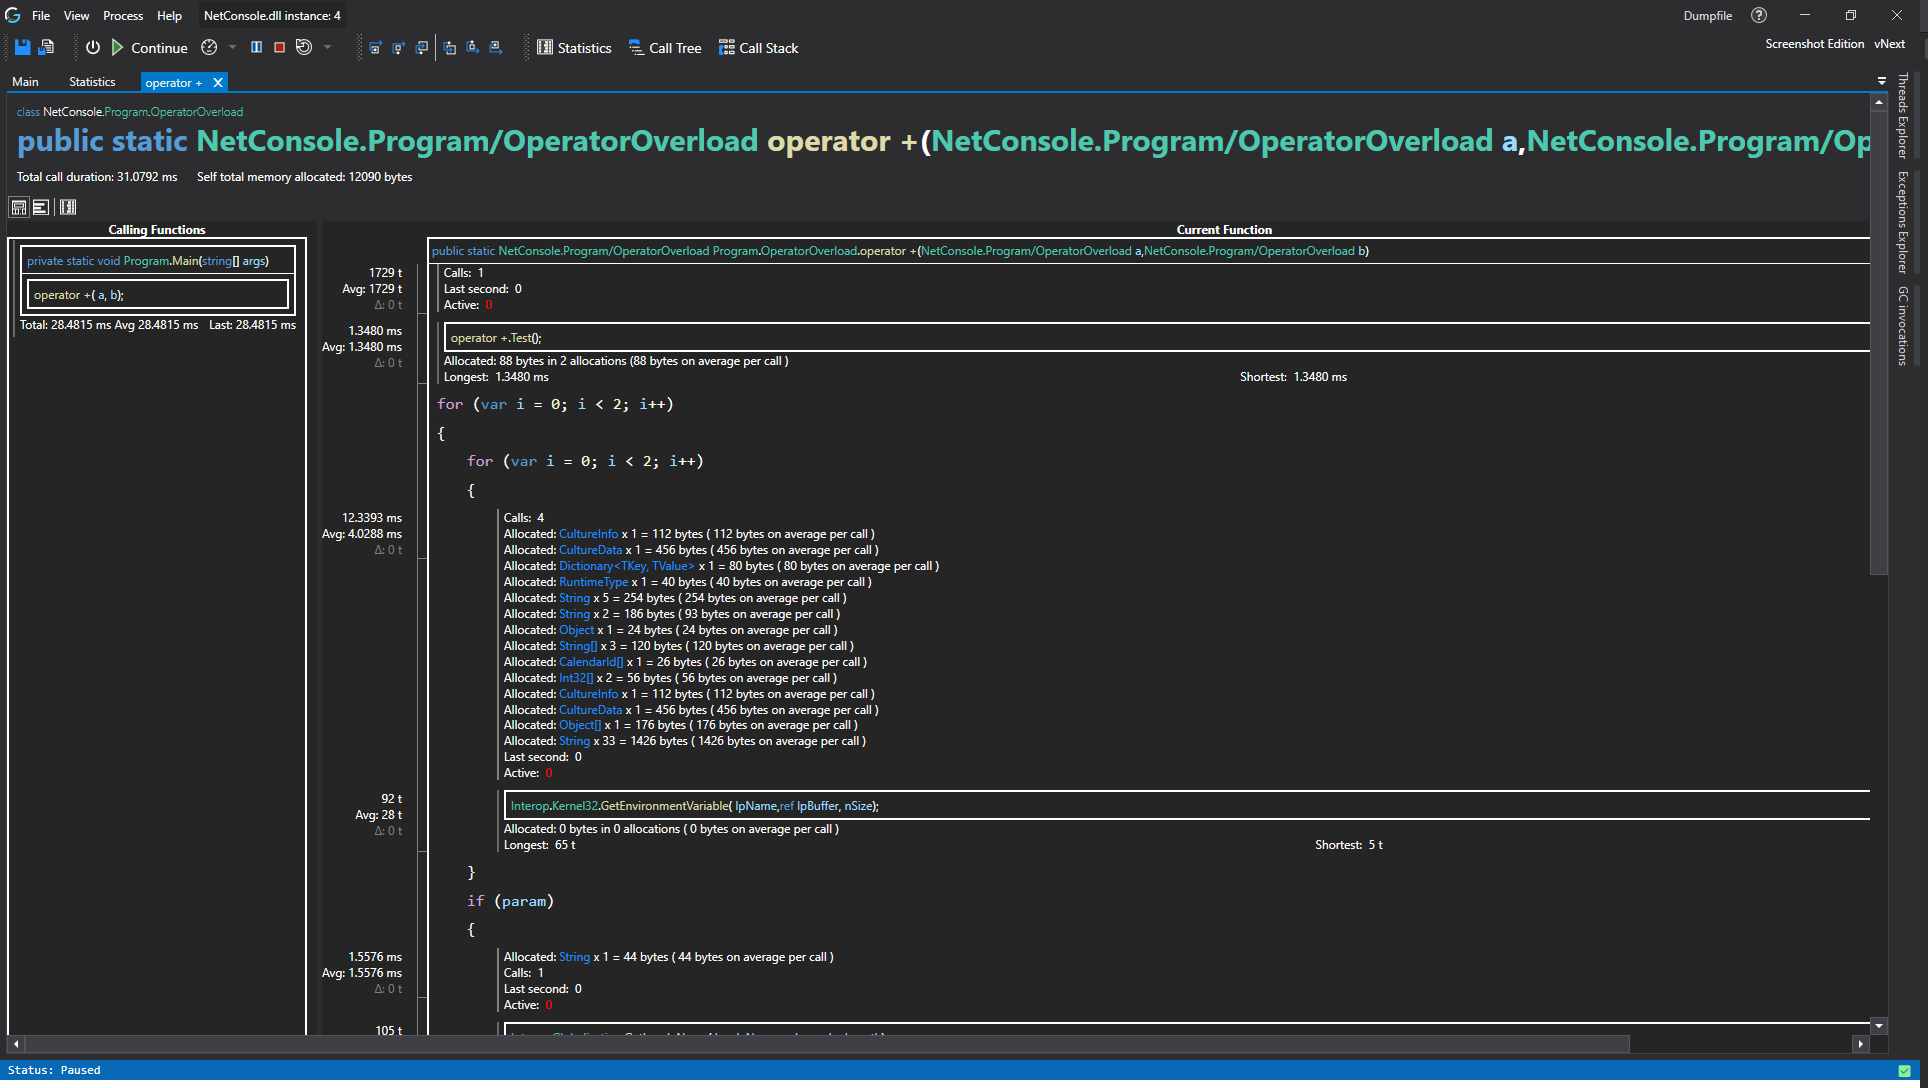 File View Process Help NetConsole.dll instance: 4 Dumpfile
Continue Statistics Call Tree Call Stack Screenshot Edition vNext
Main Statistics operator +
class NetConsole.Program.OperatorOverload
public static NetConsole.Program/OperatorOverload operator +(NetConsole.Program/OperatorOverload a,NetConsole.Program/Op
Total call duration: 31.0792 ms Self total memory allocated: 12090 bytes
Calling Functions
private static void Program.Main(string[] args)
operator +( a, b);
Total: 28.4815 ms Avg 28.4815 ms Last: 28.4815 ms
Current Function
public static NetConsole.Program/OperatorOverload Program.OperatorOverload.operator +(NetConsole.Program/OperatorOverload a,NetConsole.Program/OperatorOverload b)
1729 t Calls: 1
Avg: 1729 t Last second: 0
Δ: 0 t Active: 0
1.3480 ms operator +.Test();
Avg: 1.3480 ms
Δ: 0 t Allocated: 88 bytes in 2 allocations (88 bytes on average per call )
Longest: 1.3480 ms Shortest: 1.3480 ms
for (var i = 0; i < 2; i++)
{
for (var i = 0; i < 2; i++)
{
12.3393 ms Calls: 4
Avg: 4.0288 ms Allocated: CultureInfo x 1 = 112 bytes ( 112 bytes on average per call )
Δ: 0 t Allocated: CultureData x 1 = 456 bytes ( 456 bytes on average per call )
Allocated: Dictionary<TKey, TValue> x 1 = 80 bytes ( 80 bytes on average per call )
Allocated: RuntimeType x 1 = 40 bytes ( 40 bytes on average per call )
Allocated: String x 5 = 254 bytes ( 254 bytes on average per call )
Allocated: String x 2 = 186 bytes ( 93 bytes on average per call )
Allocated: Object x 1 = 24 bytes ( 24 bytes on average per call )
Allocated: String[] x 3 = 120 bytes ( 120 bytes on average per call )
Allocated: CalendarId[] x 1 = 26 bytes ( 26 bytes on average per call )
Allocated: Int32[] x 2 = 56 bytes ( 56 bytes on average per call )
Allocated: CultureInfo x 1 = 112 bytes ( 112 bytes on average per call )
Allocated: CultureData x 1 = 456 bytes ( 456 bytes on average per call )
Allocated: Object[] x 1 = 176 bytes ( 176 bytes on average per call )
Allocated: String x 33 = 1426 bytes ( 1426 bytes on average per call )
Last second: 0
Active: 0
92 t Interop.Kernel32.GetEnvironmentVariable( lpName,ref lpBuffer, nSize);
Avg: 28 t
Δ: 0 t Allocated: 0 bytes in 0 allocations ( 0 bytes on average per call )
Longest: 65 t Shortest: 5 t
}
if (param)
{
1.5576 ms Allocated: String x 1 = 44 bytes ( 44 bytes on average per call )
Avg: 1.5576 ms Calls: 1
Δ: 0 t Last second: 0
Active: 0
105 t
Threads Explorer
Exceptions Explorer
GC invocations
Status: Paused